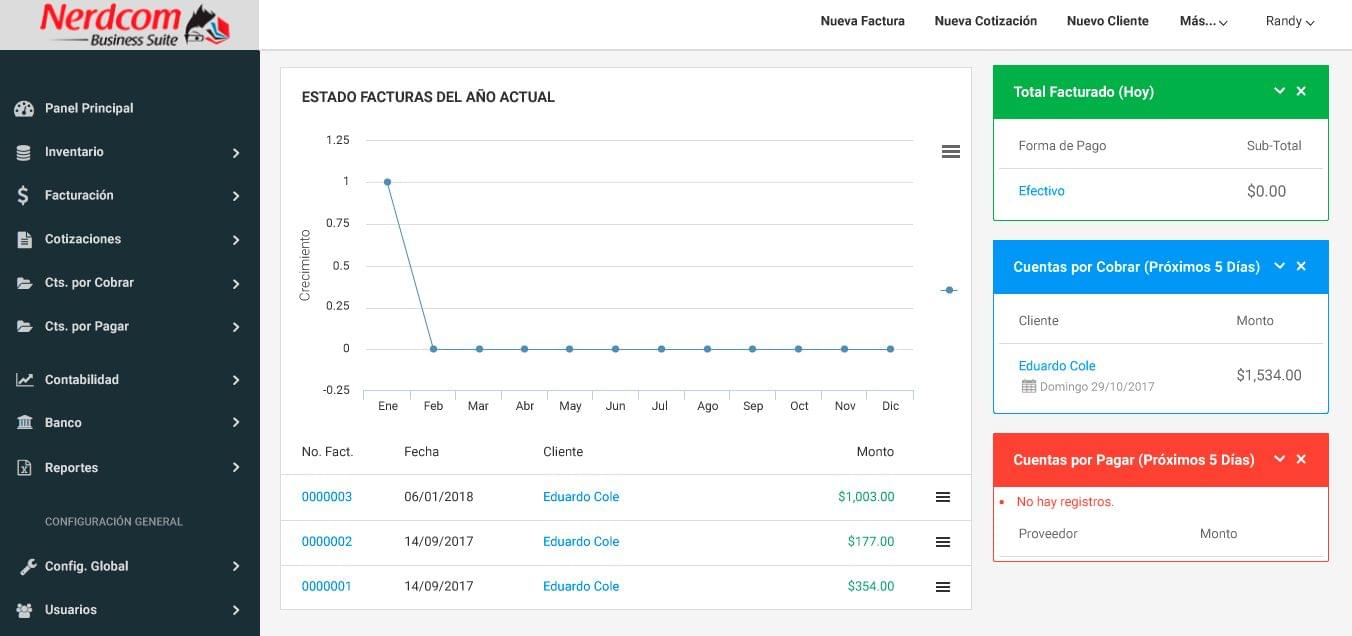 Nerdcom
Business Suite
Nueva Factura Nueva Cotización Nuevo Cliente Más... Randy
Panel Principal
Inventario
Facturación
Cotizaciones
Cts. por Cobrar
Cts. por Pagar
Contabilidad
Banco
Reportes
CONFIGURACIÓN GENERAL
Config. Global
Usuarios
ESTADO FACTURAS DEL AÑO ACTUAL
Crecimiento
1.25
1
0.75
0.5
0.25
0
-0.25
Ene Feb Mar Abr May Jun Jul Ago Sep Oct Nov Dic
No. Fact. Fecha Cliente Monto
0000003 06/01/2018 Eduardo Cole $1,003.00
0000002 14/09/2017 Eduardo Cole $177.00
0000001 14/09/2017 Eduardo Cole $354.00
Total Facturado (Hoy)
Forma de Pago Sub-Total
Efectivo $0.00
Cuentas por Cobrar (Próximos 5 Días)
Cliente Monto
Eduardo Cole $1,534.00
Domingo 29/10/2017
Cuentas por Pagar (Próximos 5 Días)
No hay registros.
Proveedor Monto